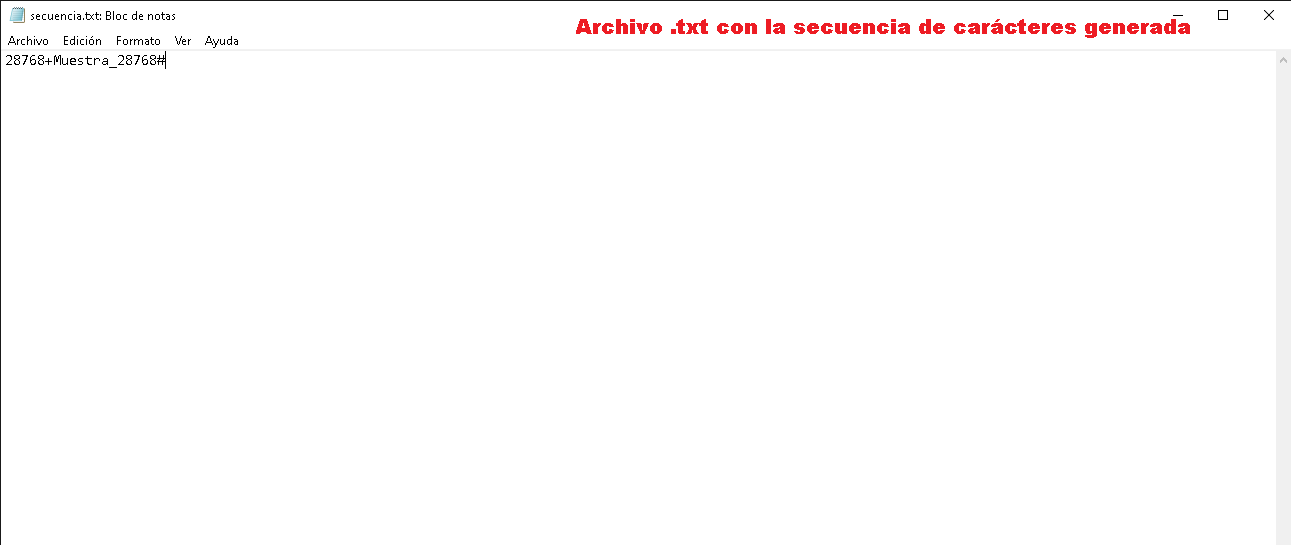 secuencia.txt: Bloc de notas
Archivo .txt con la secuencia de carácteres generada
Archivo Edición Formato Ver Ayuda
28768+Muestra_28768#